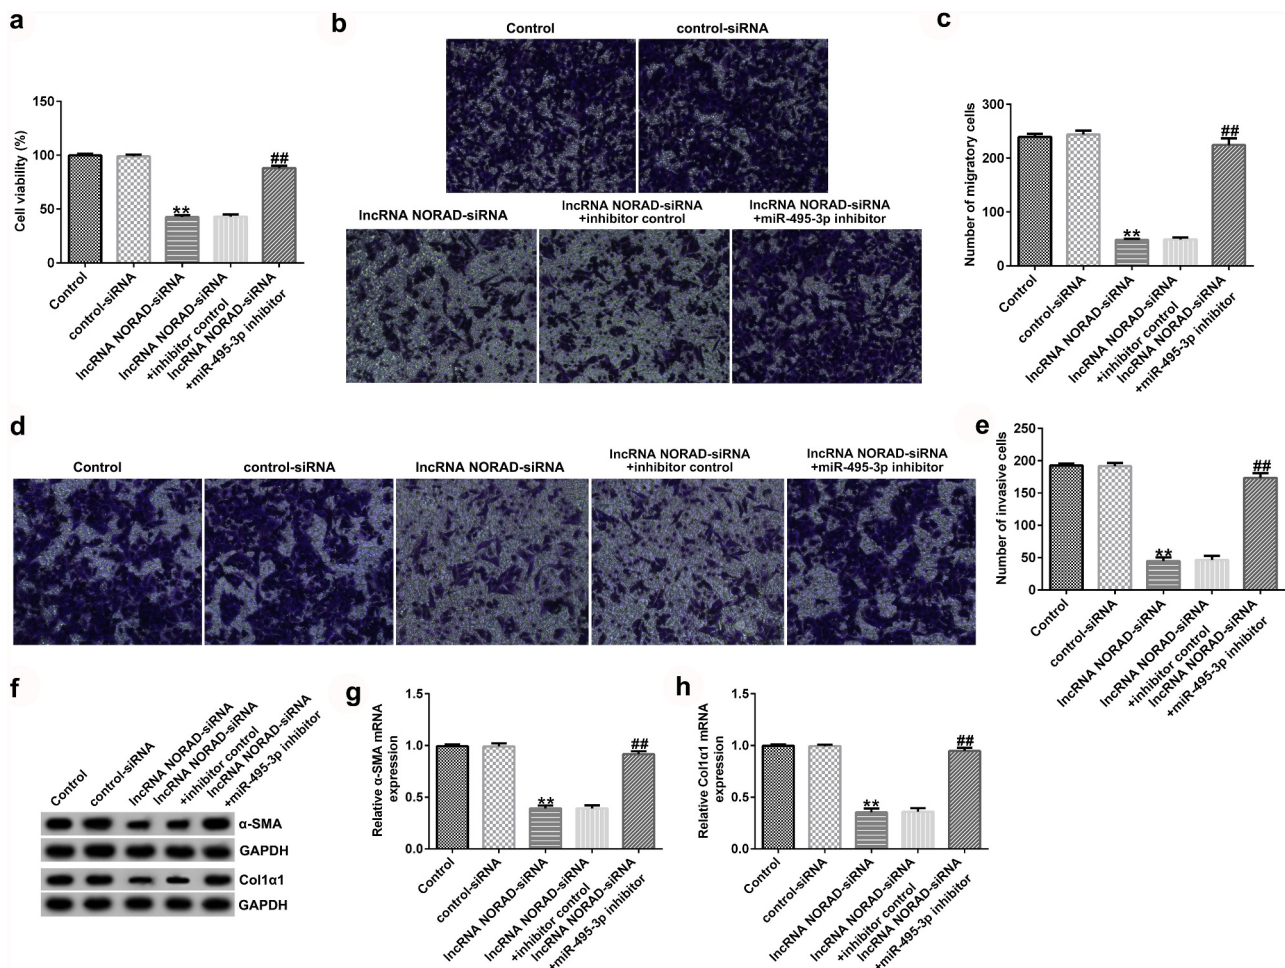 a
Cell viability (%)
150
100
50
0
**
##
Control
control-siRNA
lncRNA NORAD-siRNA
lncRNA NORAD-siRNA
+inhibitor control
lncRNA NORAD-siRNA
+miR-495-3p inhibitor
b
Control
control-siRNA
lncRNA NORAD-siRNA
lncRNA NORAD-siRNA
+inhibitor control
lncRNA NORAD-siRNA
+miR-495-3p inhibitor
c
Number of migratory cells
300
200
100
0
**
##
Control
control-siRNA
lncRNA NORAD-siRNA
lncRNA NORAD-siRNA
+inhibitor control
lncRNA NORAD-siRNA
+miR-495-3p inhibitor
d
Control
control-siRNA
lncRNA NORAD-siRNA
lncRNA NORAD-siRNA
+inhibitor control
lncRNA NORAD-siRNA
+miR-495-3p inhibitor
e
Number of invasive cells
250
200
150
100
50
0
**
##
Control
control-siRNA
lncRNA NORAD-siRNA
lncRNA NORAD-siRNA
+inhibitor control
lncRNA NORAD-siRNA
+miR-495-3p inhibitor
f
Control
control-siRNA
lncRNA NORAD-siRNA
lncRNA NORAD-siRNA
+inhibitor control
lncRNA NORAD-siRNA
+miR-495-3p inhibitor
α-SMA
GAPDH
Col1α1
GAPDH
g
Relative α-SMA mRNA
expression
1.5
1.0
0.5
0.0
**
##
Control
control-siRNA
lncRNA NORAD-siRNA
lncRNA NORAD-siRNA
+inhibitor control
lncRNA NORAD-siRNA
+miR-495-3p inhibitor
h
Relative Col1α1 mRNA
expression
1.5
1.0
0.5
0.0
**
##
Control
control-siRNA
lncRNA NORAD-siRNA
lncRNA NORAD-siRNA
+inhibitor control
lncRNA NORAD-siRNA
+miR-495-3p inhibitor